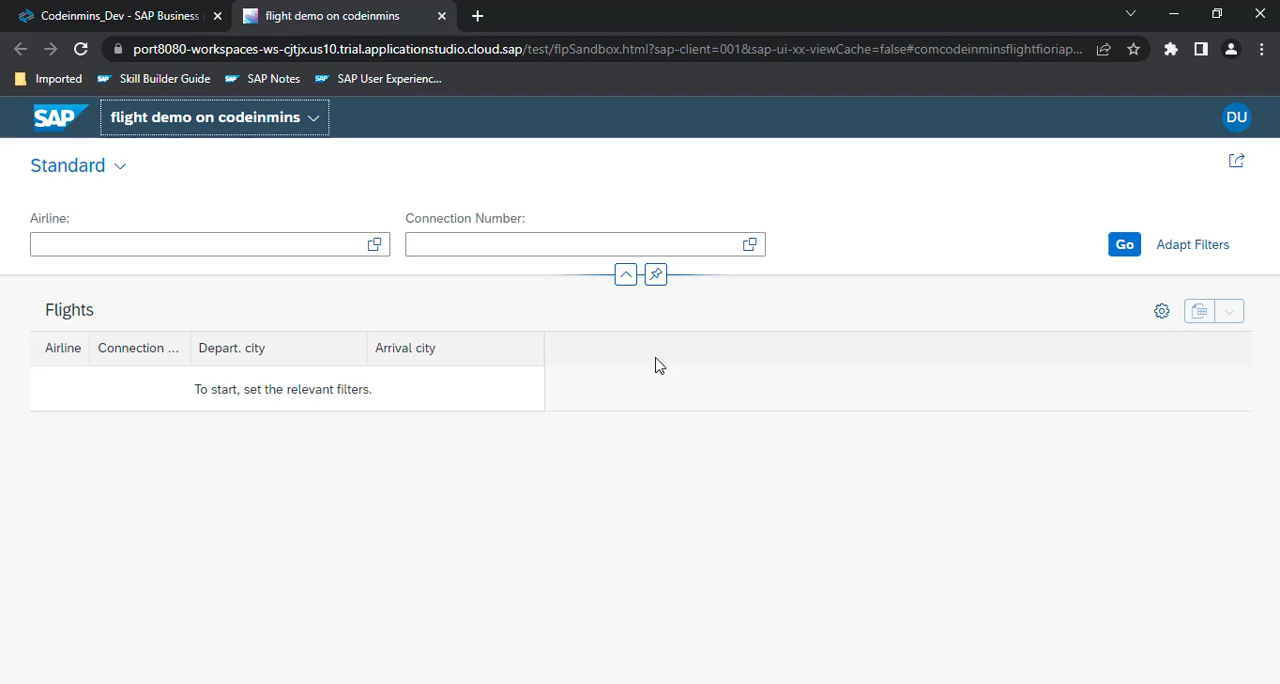 Codeinmins_Dev - SAP Business
flight demo on codeinmins
port8080-workspaces-ws-cjtjx.us10.trial.applicationstudio.cloud.sap/test/flpSandbox.html?sap-client=001&sap-ui-xx-viewCache=false#comcodeinminsflightfioriap...
Imported
SAP Skill Builder Guide
SAP SAP Notes
SAP SAP User Experienc...
SAP
flight demo on codeinmins
DU
Standard
Airline:
Connection Number:
Go
Adapt Filters
Flights
Airline
Connection ...
Depart. city
Arrival city
To start, set the relevant filters.